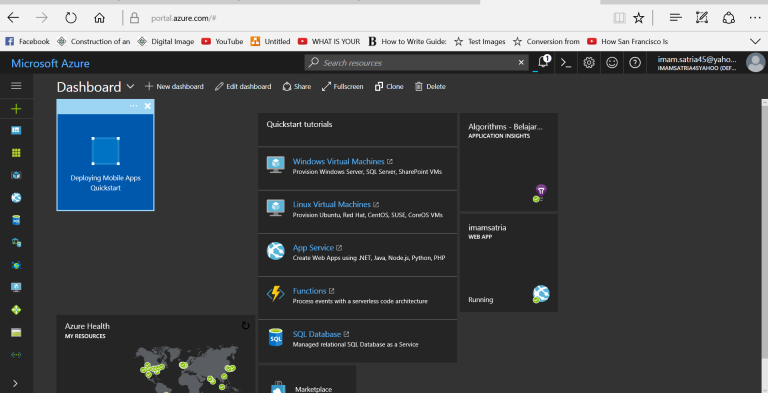 portal.azure.com/#
Facebook
Construction of an
Digital Image
YouTube
Untitled
WHAT IS YOUR
How to Write Guide:
Test Images
Conversion from
How San Francisco Is
Microsoft Azure
Search resources
1
imam.satria45@yaho...
IMAMSATRIA45YAHOO (DEF...
Dashboard
New dashboard
Edit dashboard
Share
Fullscreen
Clone
Delete
Deploying Mobile Apps
Quickstart
Quickstart tutorials
Windows Virtual Machines
Provision Windows Server, SQL Server, SharePoint VMs
Linux Virtual Machines
Provision Ubuntu, Red Hat, CentOS, SUSE, CoreOS VMs
App Service
Create Web Apps using .NET, Java, Node.js, Python, PHP
Functions
Process events with a serverless code architecture
SQL
SQL Database
Managed relational SQL Database as a Service
Marketplace
Algorithms - Belajar...
APPLICATION INSIGHTS
imamsatria
WEB APP
Running
Azure Health
MY RESOURCES